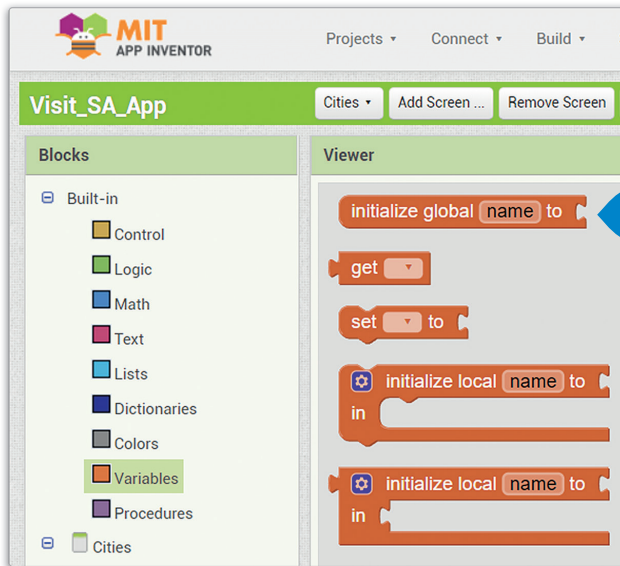 MIT
APP INVENTOR
Projects
Connect
Build
Visit_SA_App
Cities
Add Screen ...
Remove Screen
Blocks
Viewer
Built-in
Control
Logic
Math
Text
Lists
Dictionaries
Colors
Variables
Procedures
Cities
initialize global name to
get
set to
initialize local name to
in
initialize local name to
in